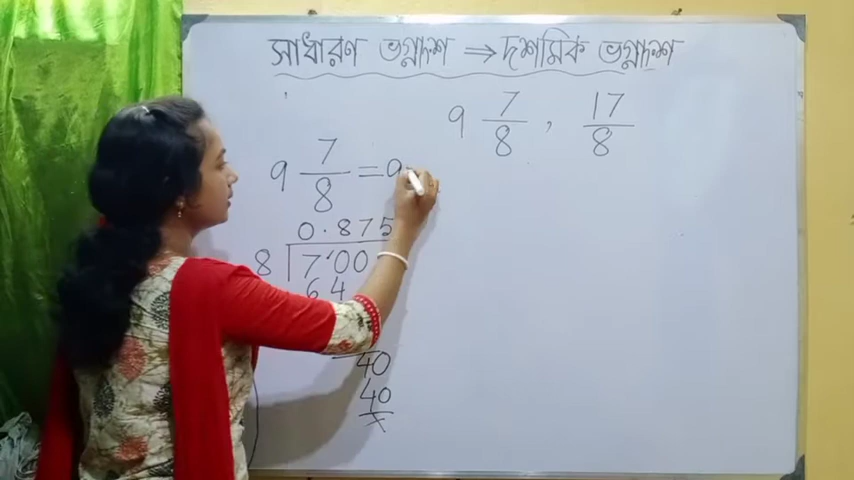 সাধারণ ভগ্নাংশ ⇒ দশমিক ভগ্নাংশ
9 7/8 , 17/8
9 7/8 = 9
0.875
8 7.00
64
40
40
×